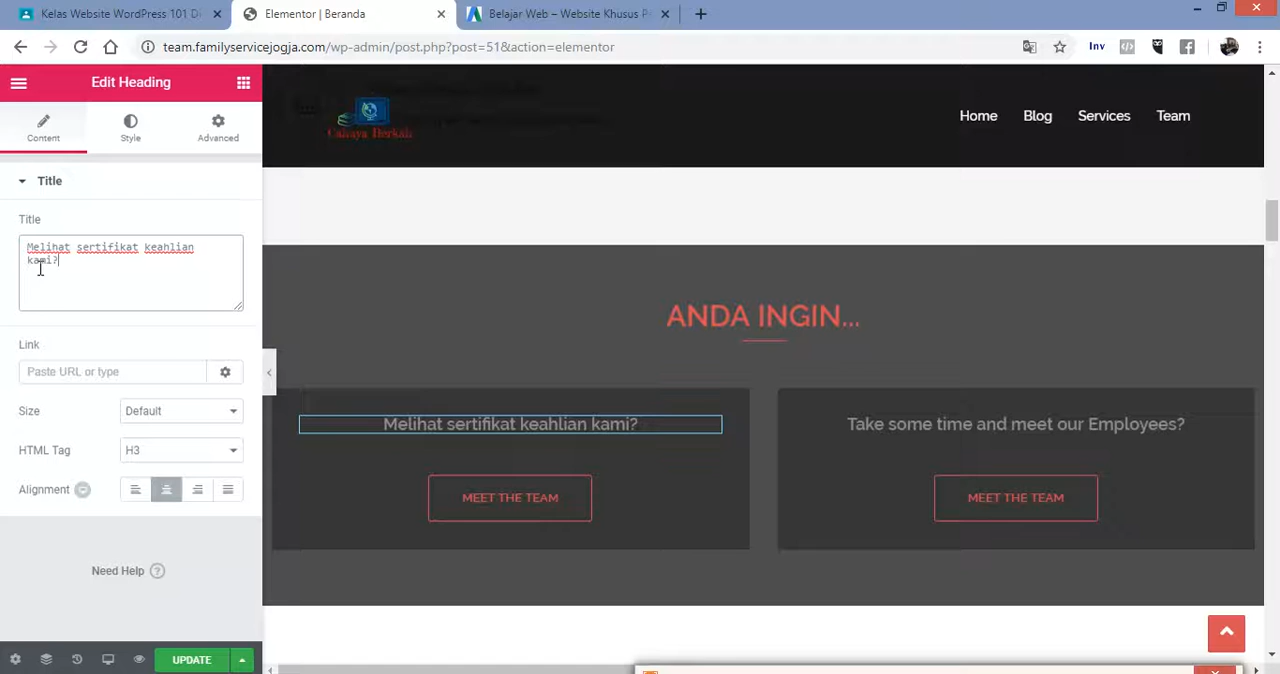 Kelas Website WordPress 101 Di
Elementor | Beranda
Belajar Web – Website Khusus P
team.familyservicejogja.com/wp-admin/post.php?post=51&action=elementor
Inv
Edit Heading
Cahaya Berkah
Home
Blog
Services
Team
Content
Style
Advanced
Title
Title
Melihat sertifikat keahlian
kami?
ANDA INGIN...
Link
Paste URL or type
Size
Default
Melihat sertifikat keahlian kami?
Take some time and meet our Employees?
HTML Tag
H3
Alignment
MEET THE TEAM
MEET THE TEAM
Need Help
?
UPDATE